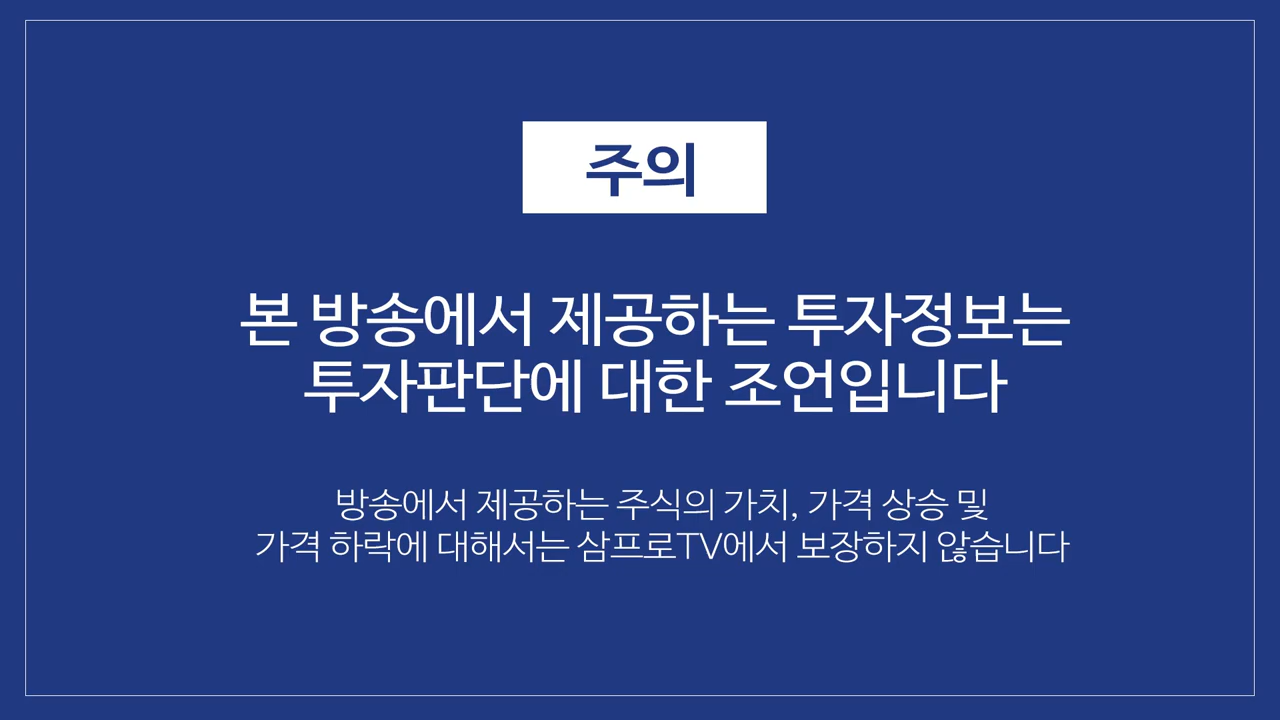 주의
본 방송에서 제공하는 투자정보는
투자판단에 대한 조언입니다
방송에서 제공하는 주식의 가치, 가격 상승 및
가격 하락에 대해서는 삼프로TV에서 보장하지 않습니다